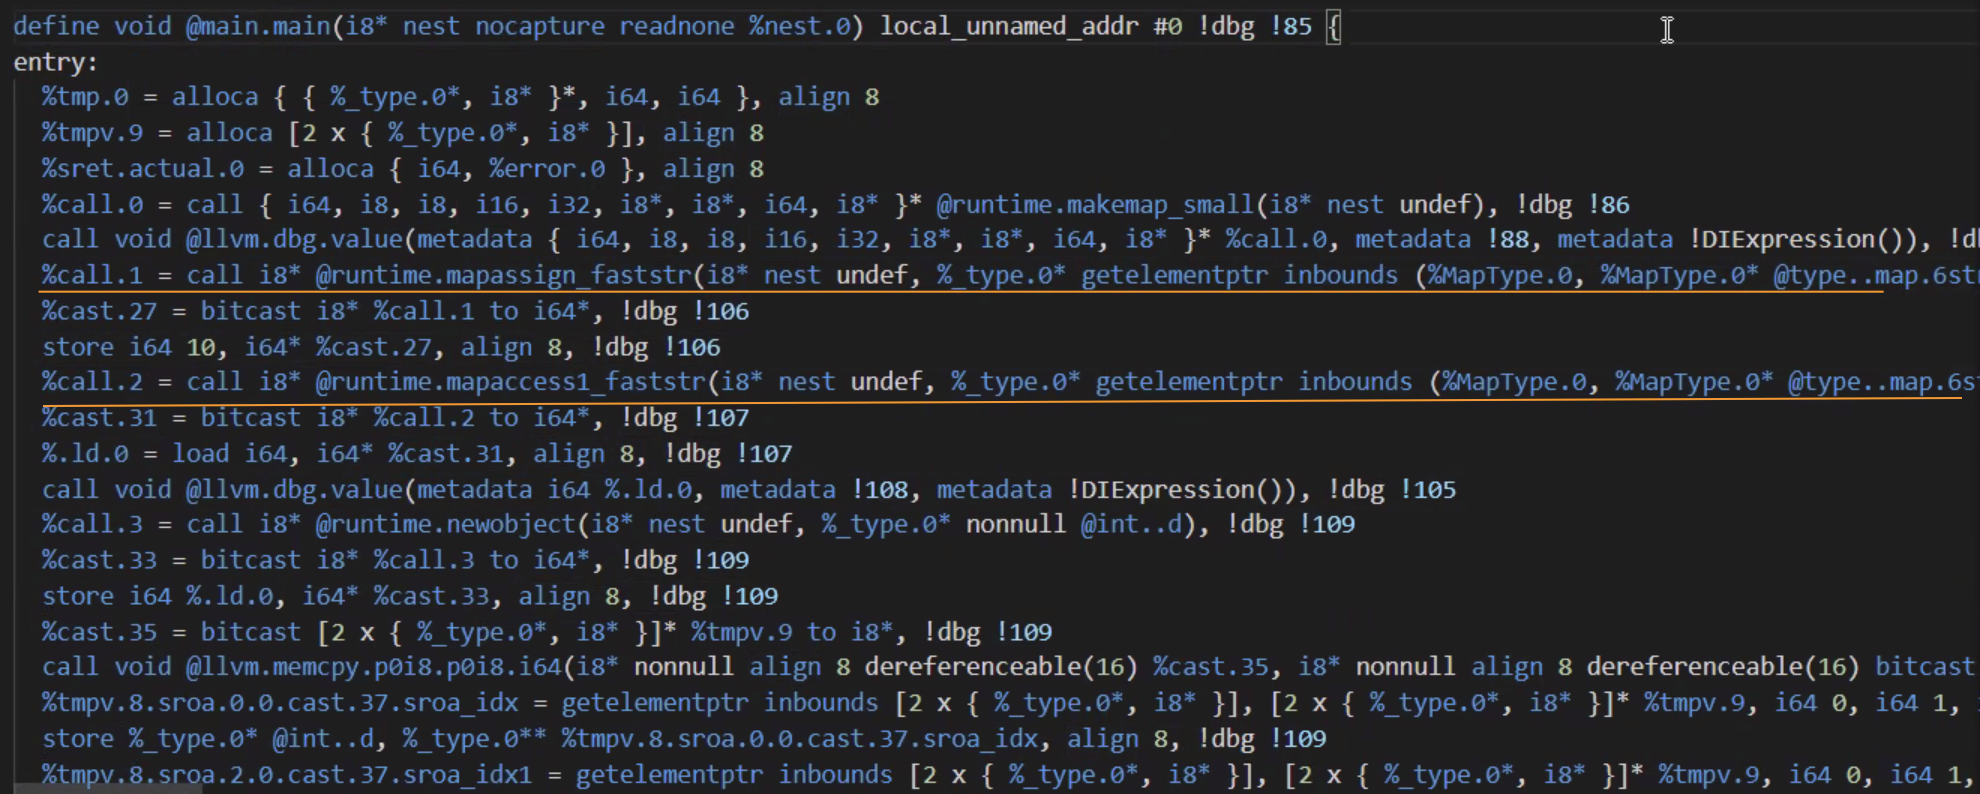 define void @main.main(i8* nest nocapture readnone %nest.0) local_unnamed_addr #0 !dbg !85 {
entry:
%tmp.0 = alloca { { %_type.0*, i8* }*, i64, i64 }, align 8
%tmpv.9 = alloca [2 x { %_type.0*, i8* }], align 8
%sret.actual.0 = alloca { i64, %error.0 }, align 8
%call.0 = call { i64, i8, i8, i16, i32, i8*, i8*, i64, i8* }* @runtime.makemap_small(i8* nest undef), !dbg !86
call void @llvm.dbg.value(metadata { i64, i8, i8, i16, i32, i8*, i8*, i64, i8* }* %call.0, metadata !88, metadata !DIExpression()), !d
%call.1 = call i8* @runtime.mapassign_faststr(i8* nest undef, %_type.0* getelementptr inbounds (%MapType.0, %MapType.0* @type..map.6str
%cast.27 = bitcast i8* %call.1 to i64*, !dbg !106
store i64 10, i64* %cast.27, align 8, !dbg !106
%call.2 = call i8* @runtime.mapaccess1_faststr(i8* nest undef, %_type.0* getelementptr inbounds (%MapType.0, %MapType.0* @type..map.6st
%cast.31 = bitcast i8* %call.2 to i64*, !dbg !107
%.ld.0 = load i64, i64* %cast.31, align 8, !dbg !107
call void @llvm.dbg.value(metadata i64 %.ld.0, metadata !108, metadata !DIExpression()), !dbg !105
%call.3 = call i8* @runtime.newobject(i8* nest undef, %_type.0* nonnull @int..d), !dbg !109
%cast.33 = bitcast i8* %call.3 to i64*, !dbg !109
store i64 %.ld.0, i64* %cast.33, align 8, !dbg !109
%cast.35 = bitcast [2 x { %_type.0*, i8* }]* %tmpv.9 to i8*, !dbg !109
call void @llvm.memcpy.p0i8.p0i8.i64(i8* nonnull align 8 dereferenceable(16) %cast.35, i8* nonnull align 8 dereferenceable(16) bitcast
%tmpv.8.sroa.0.0.cast.37.sroa_idx = getelementptr inbounds [2 x { %_type.0*, i8* }], [2 x { %_type.0*, i8* }]* %tmpv.9, i64 0, i64 1,
store %_type.0* @int..d, %_type.0** %tmpv.8.sroa.0.0.cast.37.sroa_idx, align 8, !dbg !109
%tmpv.8.sroa.2.0.cast.37.sroa_idx1 = getelementptr inbounds [2 x { %_type.0*, i8* }], [2 x { %_type.0*, i8* }]* %tmpv.9, i64 0, i64 1,